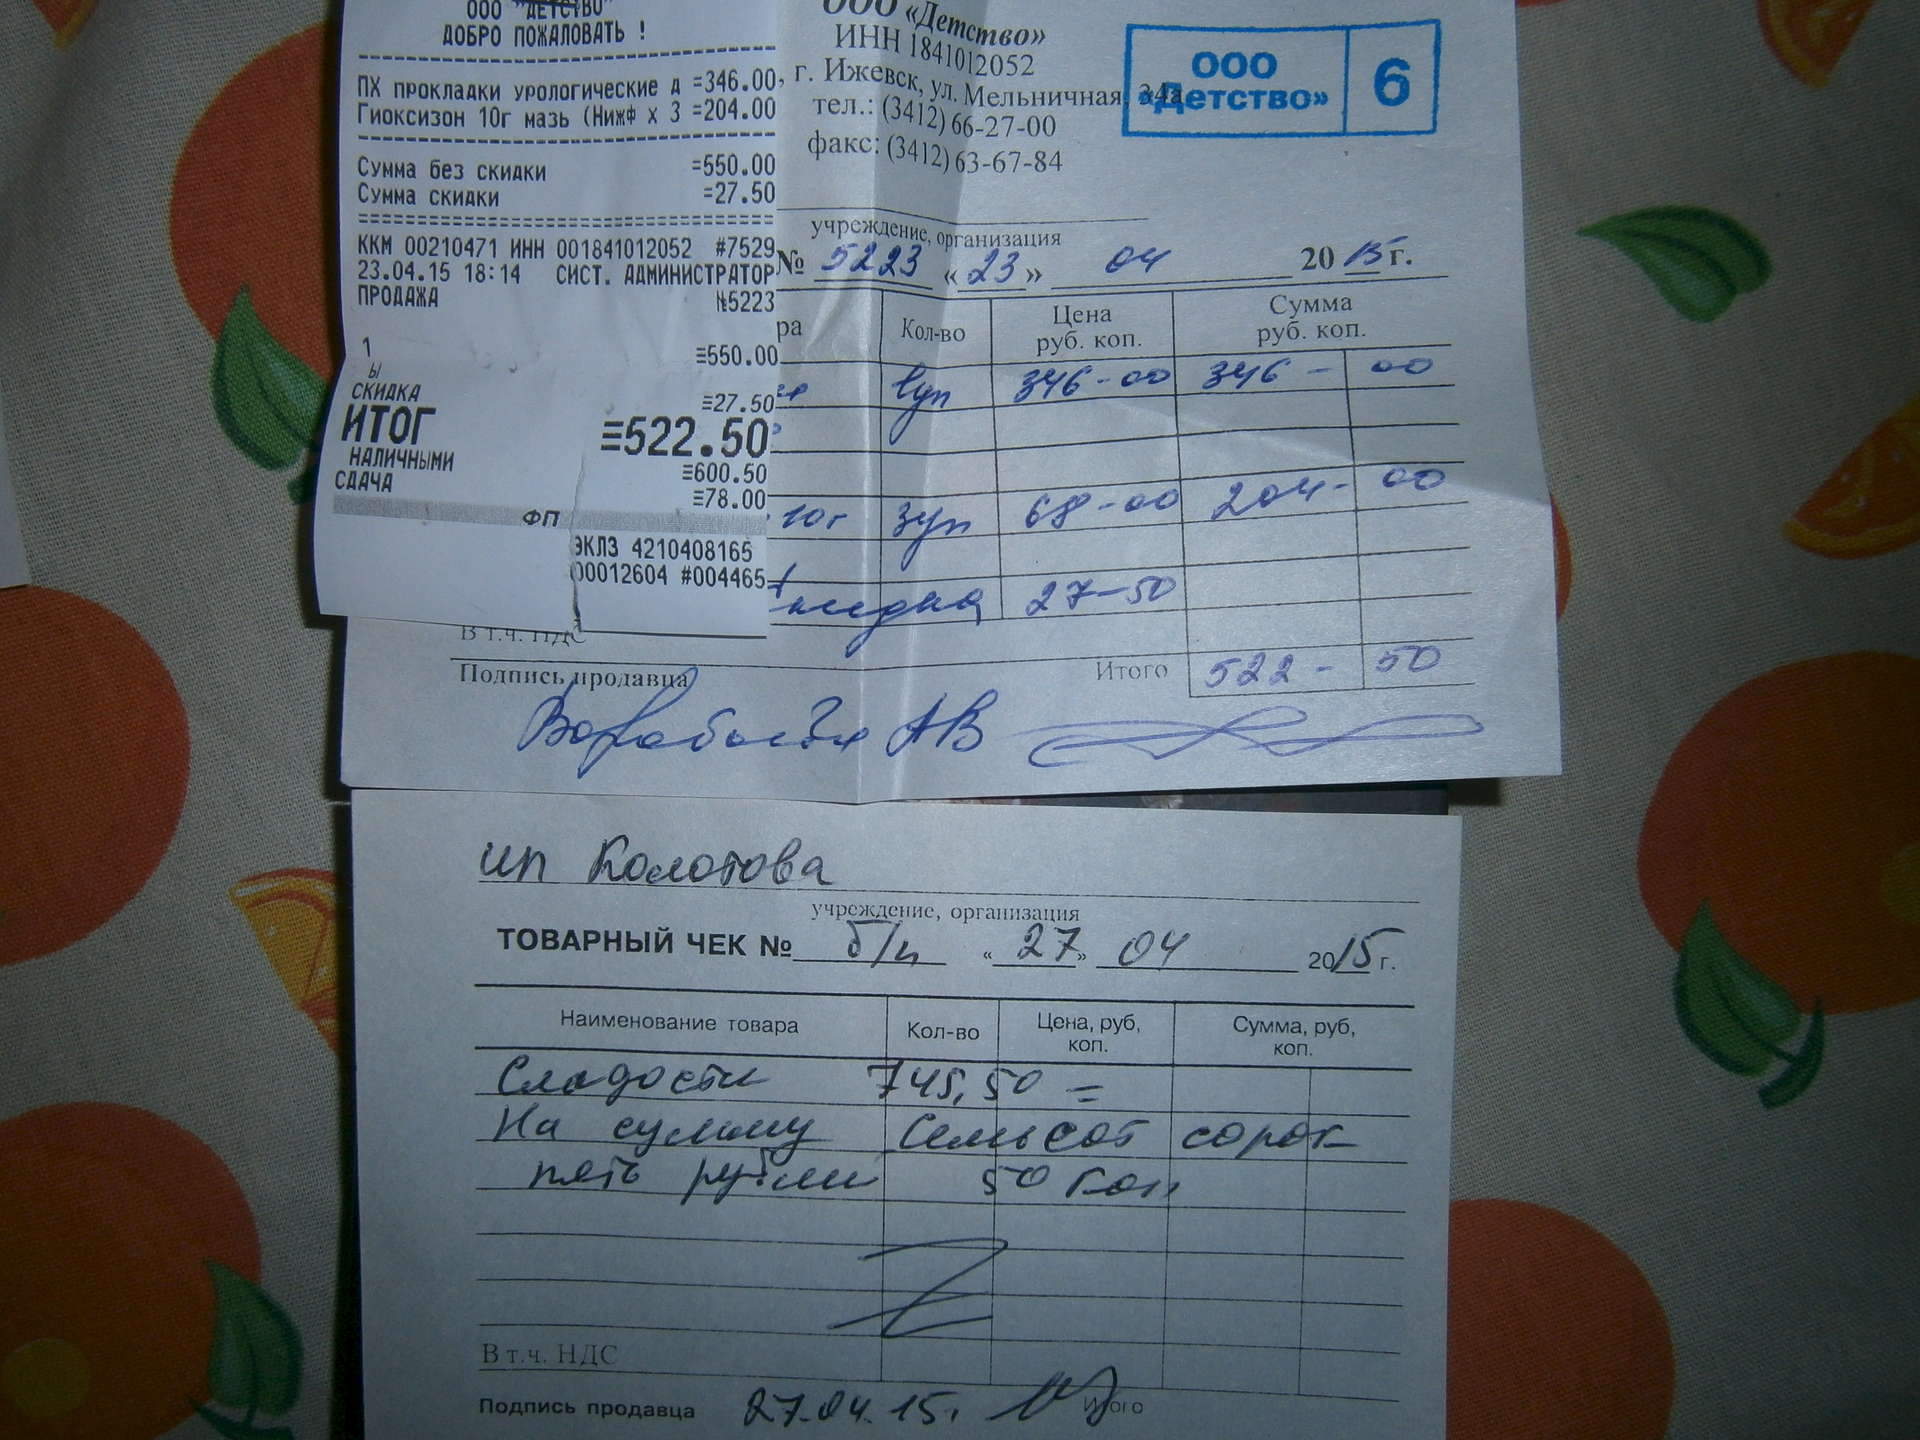 ООО "ДЕТСТВО"
ДОБРО ПОЖАЛОВАТЬ !
ПХ прокладки урологические д =346.00
Гиоксизон 10г мазь (Нижф х 3 =204.00
Сумма без скидки =550.00
Сумма скидки =27.50
ККМ 00210471 ИНН 001841012052 #7529
23.04.15 18:14 СИСТ. АДМИНИСТРАТОР
ПРОДАЖА №5223
1 ≡550.00
СКИДКА ≡27.50
ИТОГ ≡522.50
НАЛИЧНЫМИ ≡600.50
СДАЧА ≡78.00
ФП
ЭКЛЗ 4210408165
00012604 #004465
ООО «Детство»
ИНН 1841012052
г. Ижевск, ул. Мельничная, 34а
тел.: (3412) 66-27-00
факс: (3412) 63-67-84
ООО
«Детство» 6
учреждение, организация
№ 5223 «23» 04 2015 г.
ра Кол-во Цена руб. коп. Сумма руб. коп.
1уп 346-00 346- 00
10г 3уп 68-00 204- 00
скидка 27-50
В т.ч. НДС
Итого 522- 50
Подпись продавца
АВ
ИП Колотова
учреждение, организация
ТОВАРНЫЙ ЧЕК № б/н «27» 04 2015 г.
Наименование товара Кол-во Цена, руб, коп. Сумма, руб, коп.
Сладости 745,50 =
На сумму Семьсот сорок
пять рублей 50 коп
В т.ч. НДС
Подпись продавца 27.04.15. Итого